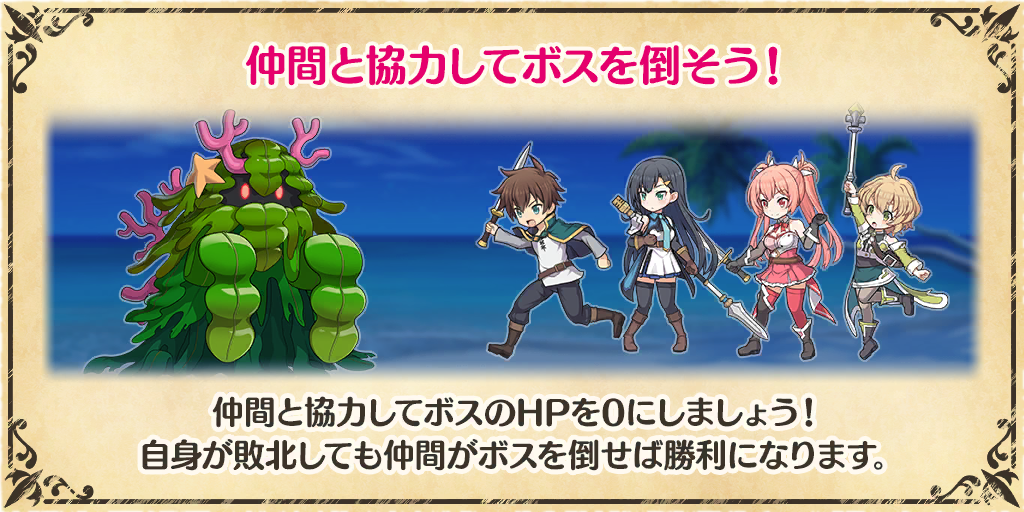 仲間と協力してボスを倒そう!
仲間と協力してボスのHPを0にしましょう!
自身が敗北しても仲間がボスを倒せば勝利になります。